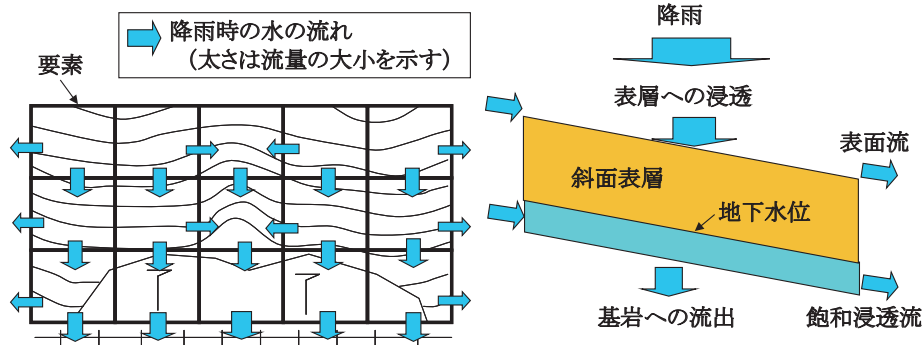 降雨時の水の流れ
（太さは流量の大小を示す）
要素
降雨
表層への浸透
表面流
斜面表層
地下水位
基岩への流出
飽和浸透流